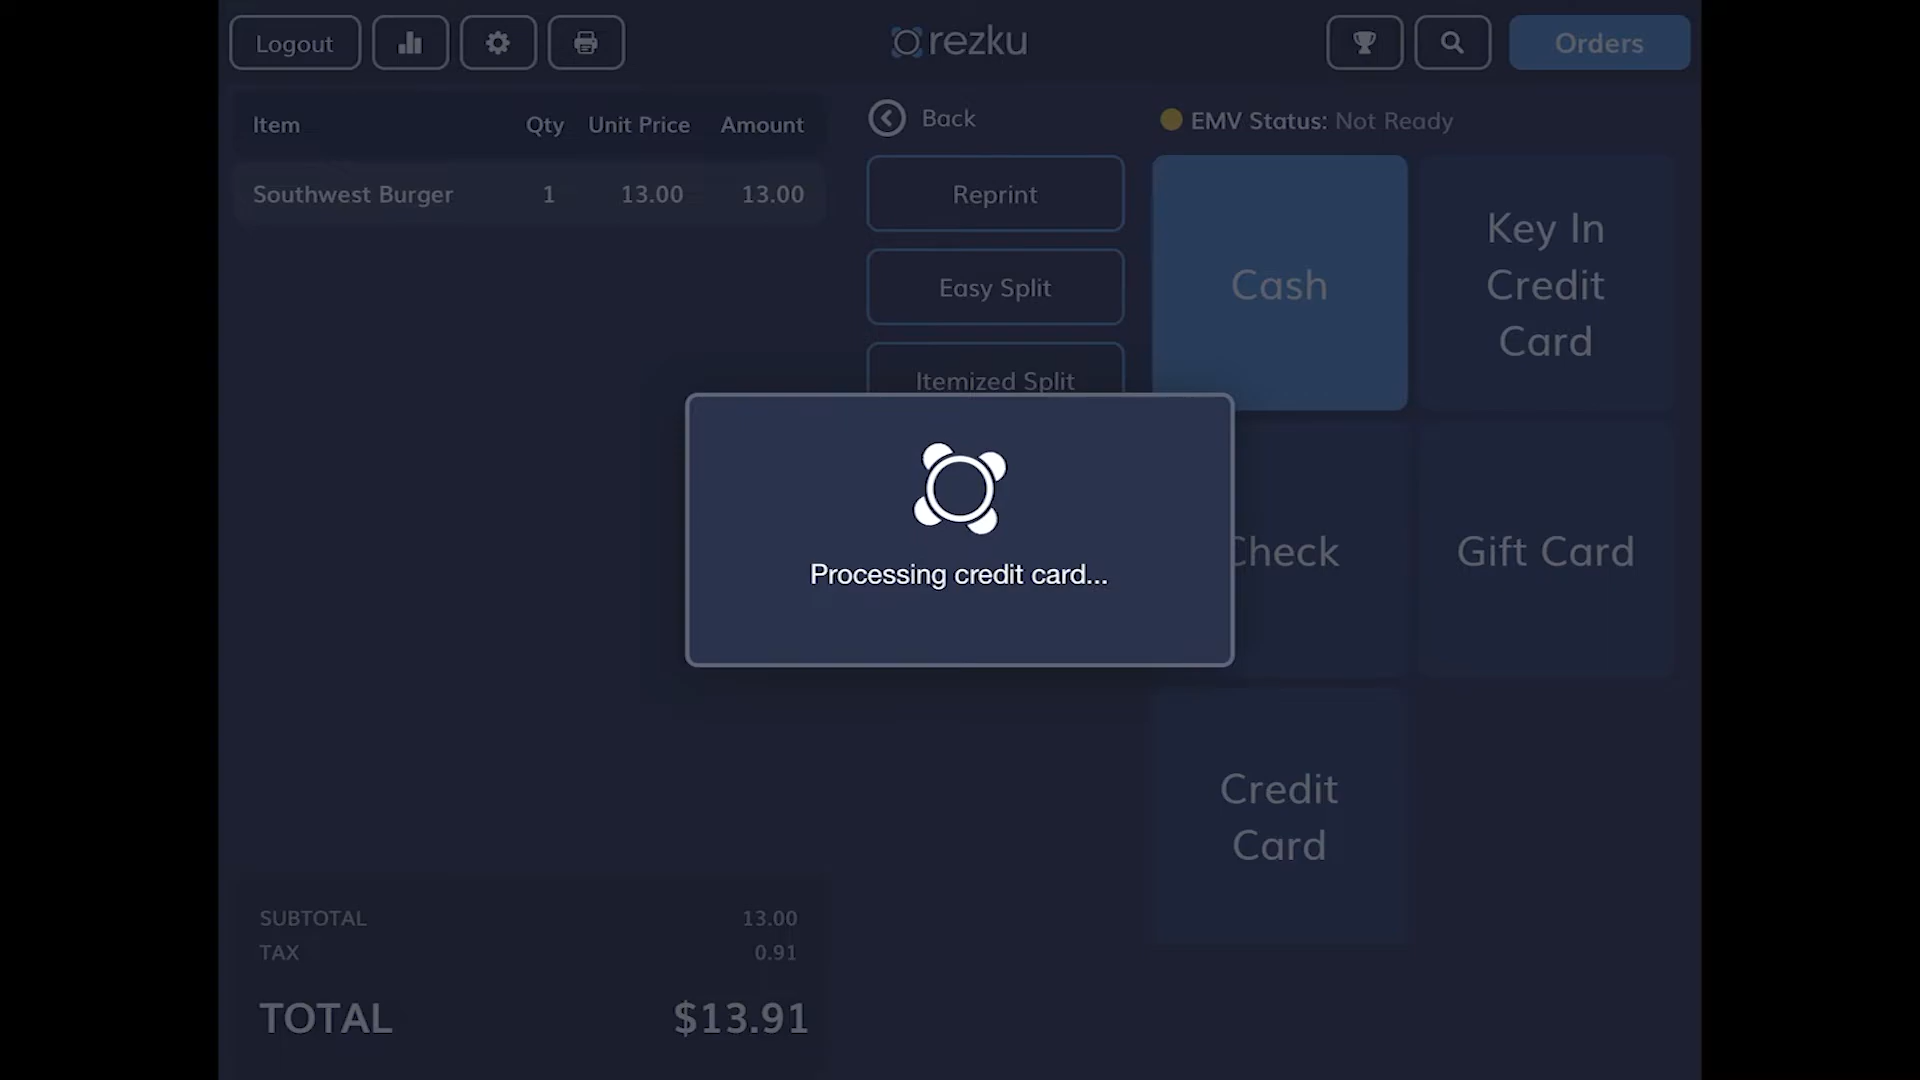 Logout
rezku
Orders
Item Qty Unit Price Amount
Southwest Burger 1 13.00 13.00
SUBTOTAL 13.00
TAX 0.91
TOTAL $13.91
Back
Reprint
Easy Split
Itemized Split
EMV Status: Not Ready
Cash
Key In
Credit
Card
Check
Gift Card
Credit
Card
Processing credit card...